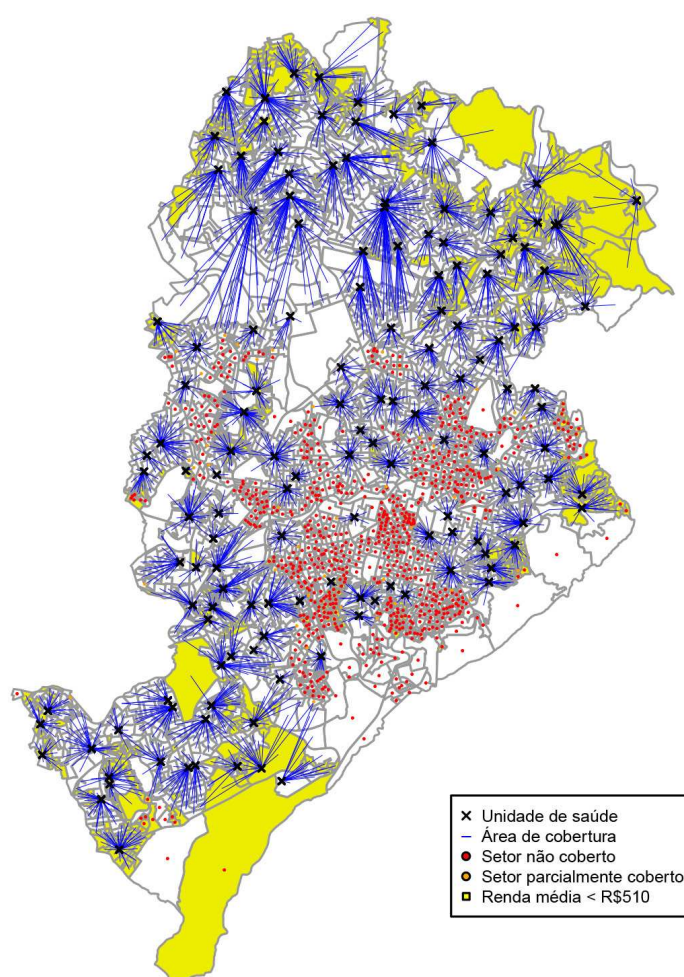 Unidade de saúde
Área de cobertura
Setor não coberto
Setor parcialmente coberto
Renda média < R$510